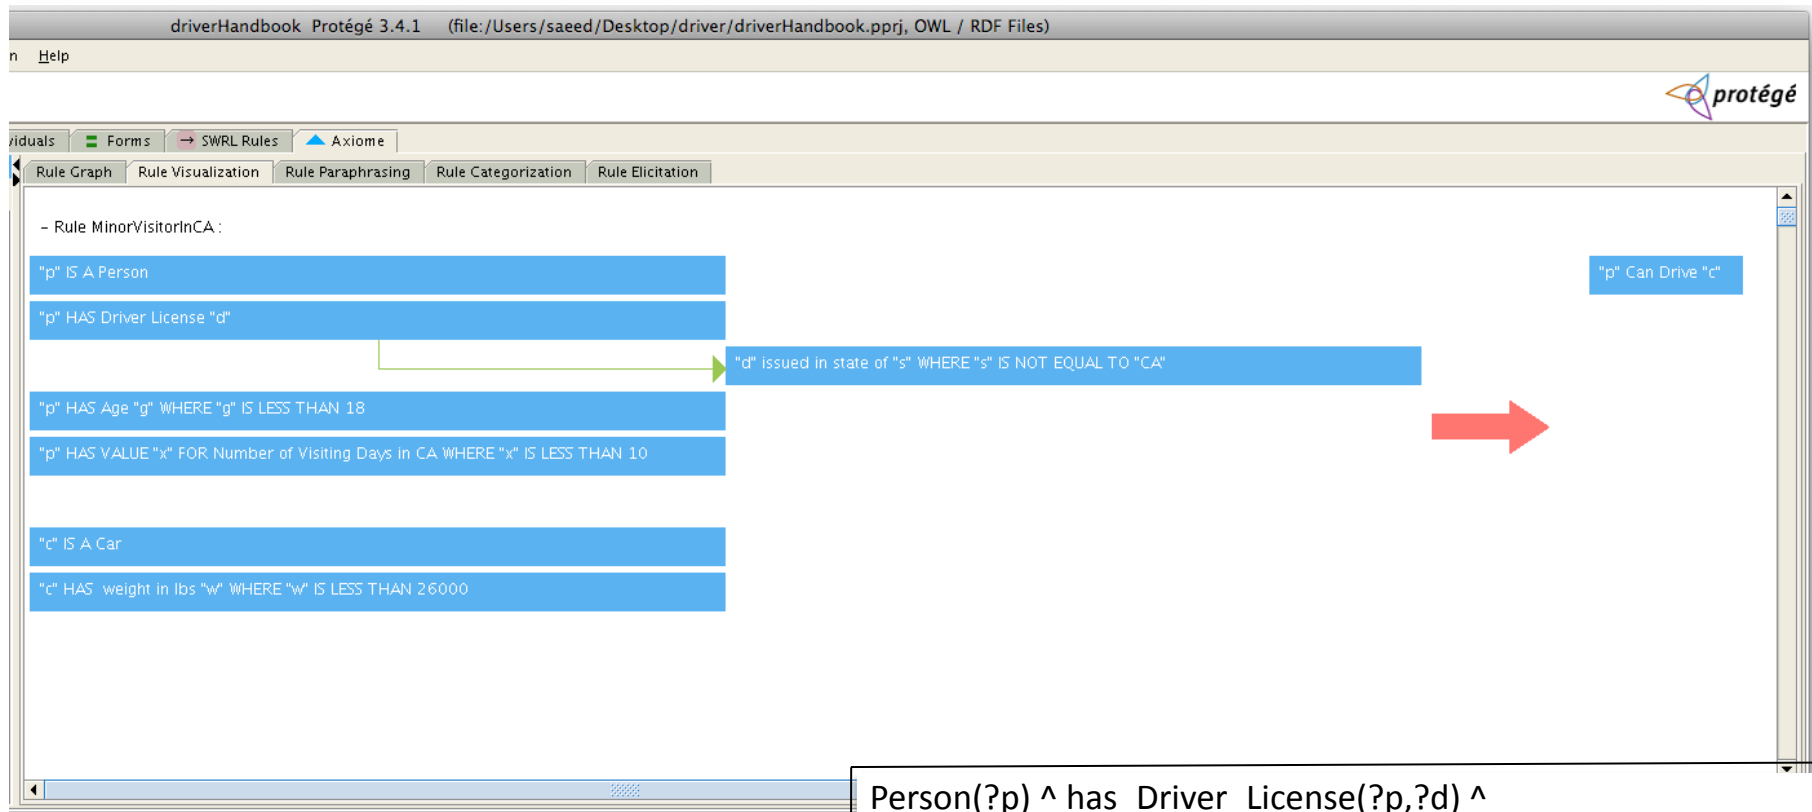 driverHandbook Protégé 3.4.1 (file:/Users/saeed/Desktop/driver/driverHandbook.pprj, OWL / RDF Files)
n Help
protégé
viduals Forms SWRL Rules Axiome
Rule Graph Rule Visualization Rule Paraphrasing Rule Categorization Rule Elicitation
– Rule MinorVisitorInCA :
"p" IS A Person
"p" Can Drive "c"
"p" HAS Driver License "d"
"d" issued in state of "s" WHERE "s" IS NOT EQUAL TO "CA"
"p" HAS Age "g" WHERE "g" IS LESS THAN 18
"p" HAS VALUE "x" FOR Number of Visiting Days in CA WHERE "x" IS LESS THAN 10
"c" IS A Car
"c" HAS weight in lbs "w" WHERE "w" IS LESS THAN 26000
Person(?p) ^ has_Driver_License(?p,?d) ^